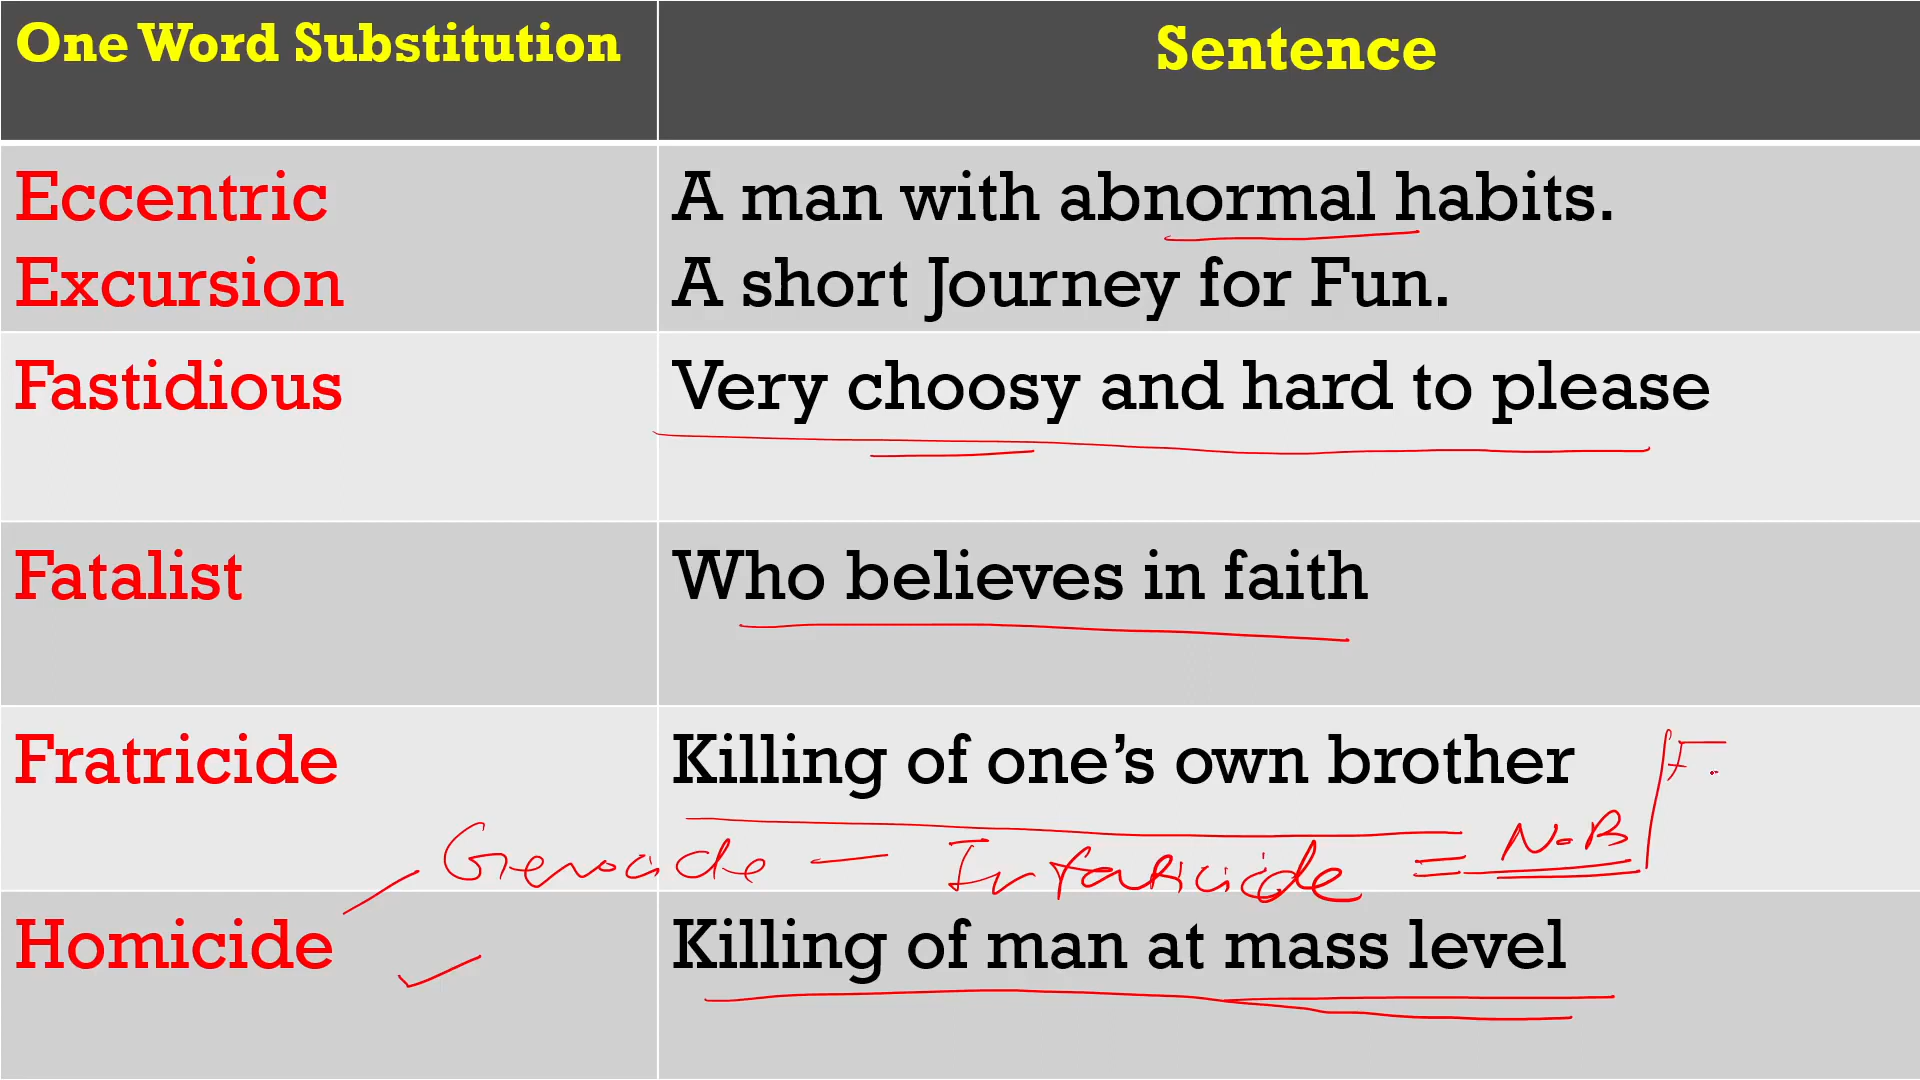 One Word Substitution
Sentence
Eccentric
A man with abnormal habits.
Excursion
A short Journey for Fun.
Fastidious
Very choosy and hard to please
Fatalist
Who believes in faith
Fratricide
Killing of one's own brother
F.
Genocide — Infaticide = N.B
Homicide
Killing of man at mass level